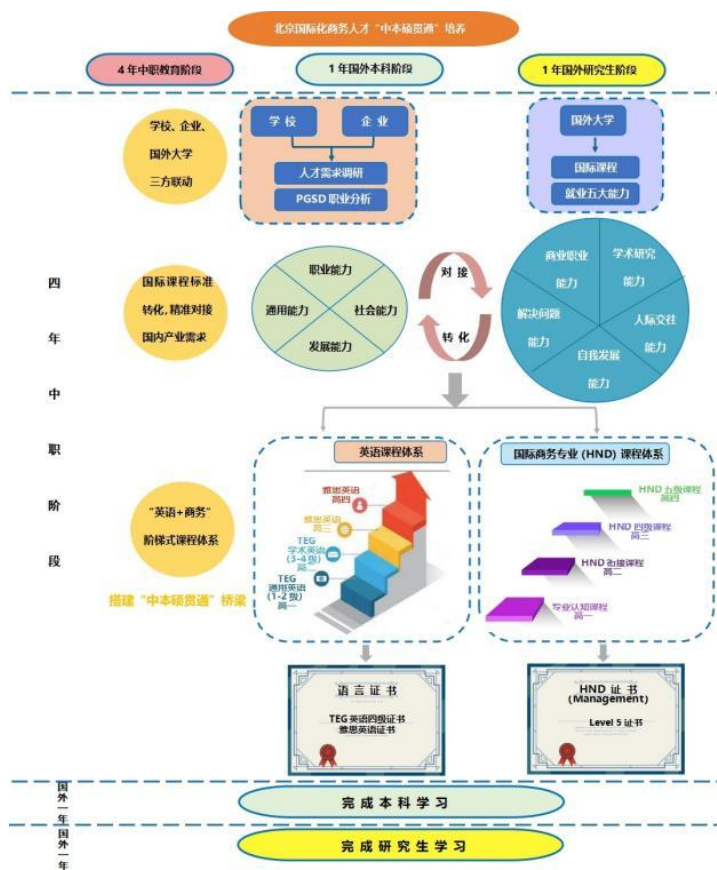 北京国际化商务人才“中本硕贯通”培养
4年中职教育阶段
1年国外本科阶段
1年国外研究生阶段
学校、企业、
国外大学
三方联动
学校
企业
人才需求调研
PGSD职业分析
国外大学
国际课程
就业五大能力
四年中职阶段
国际课程标准
转化,精准对接
国内产业需求
职业能力
通用能力
社会能力
发展能力
对接
转化
商业职业
能力
学术研究
能力
解决问题
能力
人际交往
能力
自我发展
能力
“英语+商务”
阶梯式课程体系
搭建“中本硕贯通”桥梁
英语课程体系
雅思英语
高四
雅思英语
高三
TEG
学术英语
(3-4级)
高二
TEG
通用英语
(1-2级)
高一
国际商务专业(HND)课程体系
HND 五级课程
高四
HND 四级课程
高三
HND 衔接课程
高二
专业认知课程
高一
语言证书
TEG英语四级证书
雅思英语证书
HND 证书
(Management)
Level 5 证书
国外一年
完成本科学习
国外一年
完成研究生学习